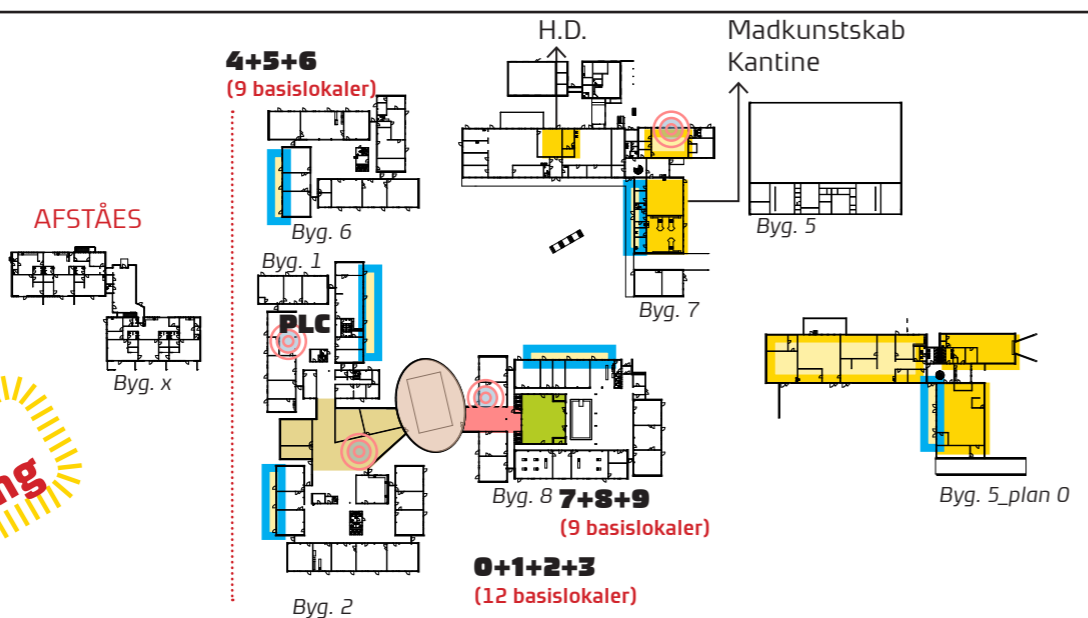 H.D.
Madkunstskab
Kantine
4+5+6
(9 basislokaler)
Byg. 5
AFSTÅES
Byg. 6
Byg. 1
Byg. 7
PLC
Byg. x
Byg. 8
7+8+9
(9 basislokaler)
Byg. 5_plan 0
0+1+2+3
(12 basislokaler)
Byg. 2